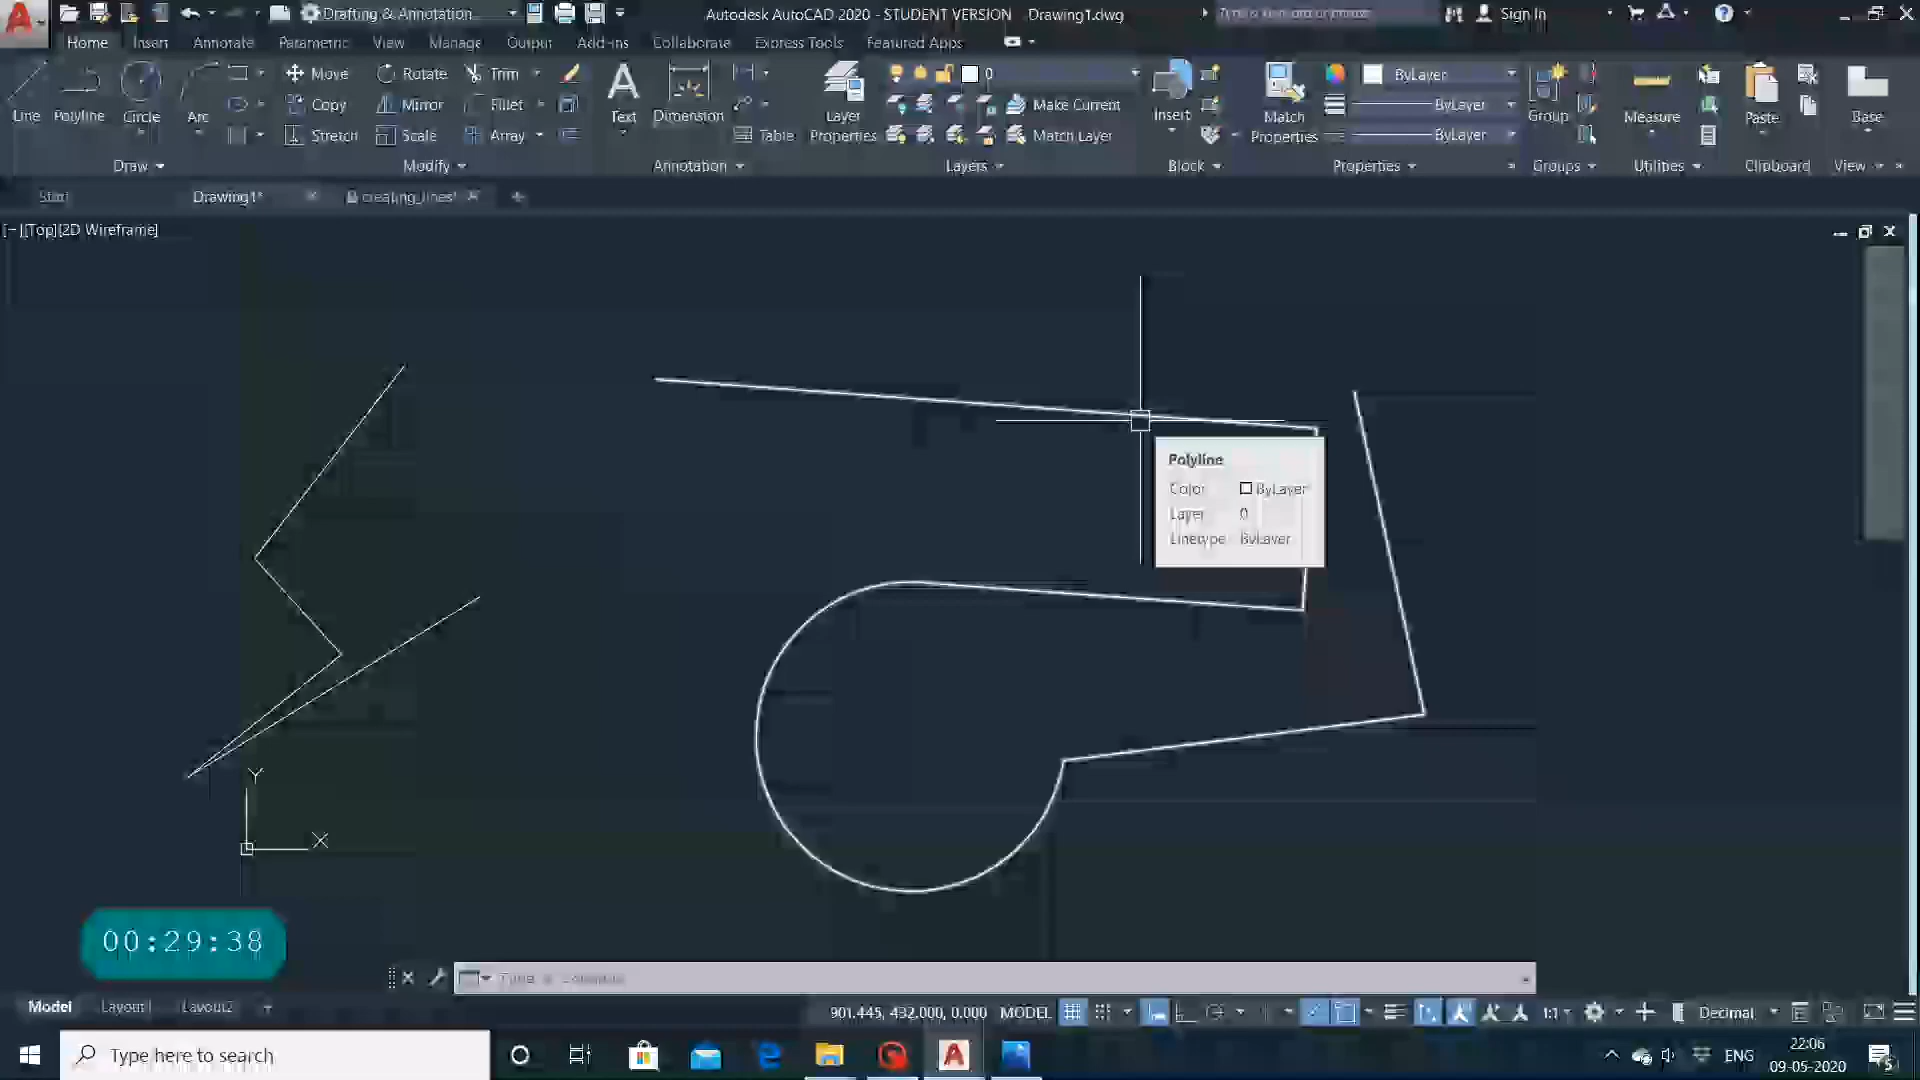 Drafting & Annotation
Autodesk AutoCAD 2020 - STUDENT VERSION Drawing1.dwg
Sign In
Home Insert Annotate Parametric View Manage Output Add-ins Collaborate Express Tools Featured Apps
Line Polyline Circle Arc
Move Rotate Trim
Copy Mirror Fillet
Stretch Scale Array
Text Dimension
Table
Layer Properties
0
Make Current
Match Layer
Insert
Match Properties
ByLayer
ByLayer
ByLayer
Group
Measure
Paste
Base
Draw Modify Annotation Layers Block Properties Groups Utilities Clipboard View
Start Drawing1* creating_lines*
[−][Top][2D Wireframe]
Polyline
Color ByLayer
Layer 0
Linetype ByLayer
Y
X
00:29:38
Model Layout1 Layout2
901.445, 432.000, 0.000 MODEL 1:1 Decimal
Type here to search
ENG
22:06
09-05-2020
5